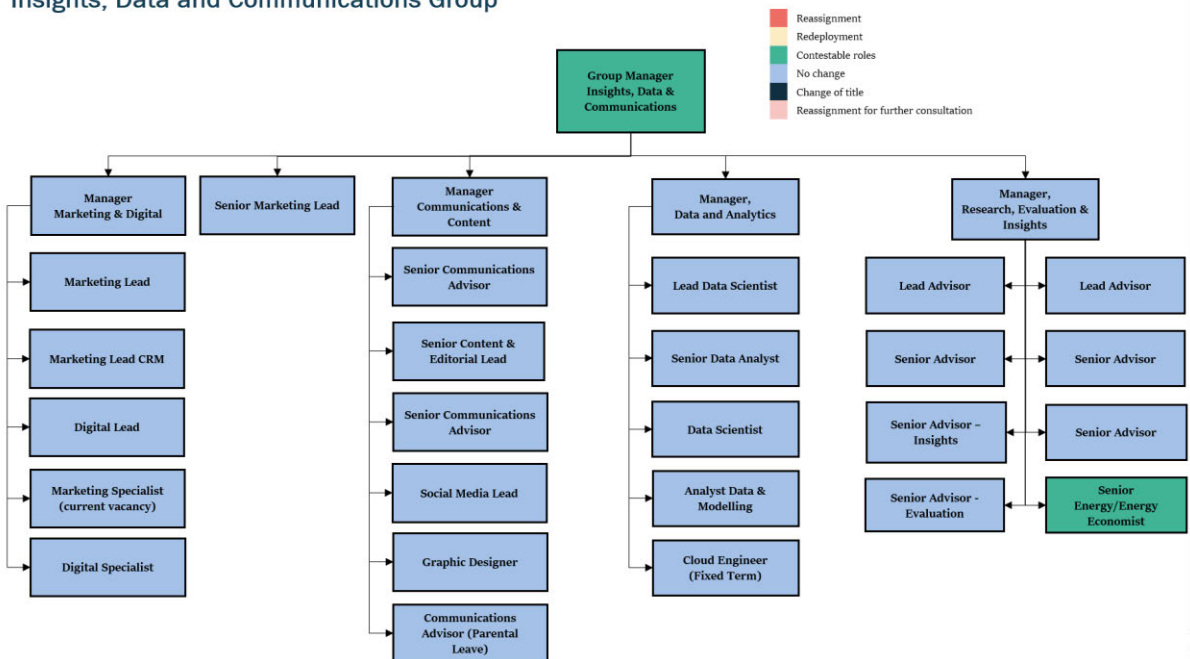 Insights, Data and Communications Group
Reassignment
Redeployment
Contestable roles
No change
Change of title
Reassignment for further consultation
Group Manager
Insights, Data &
Communications
Manager
Marketing & Digital
Senior Marketing Lead
Manager
Communications &
Content
Manager,
Data and Analytics
Manager,
Research, Evaluation &
Insights
Marketing Lead
Marketing Lead CRM
Digital Lead
Marketing Specialist
(current vacancy)
Digital Specialist
Senior Communications
Advisor
Senior Content &
Editorial Lead
Senior Communications
Advisor
Social Media Lead
Graphic Designer
Communications
Advisor (Parental
Leave)
Lead Data Scientist
Senior Data Analyst
Data Scientist
Analyst Data &
Modelling
Cloud Engineer
(Fixed Term)
Lead Advisor
Lead Advisor
Senior Advisor
Senior Advisor
Senior Advisor –
Insights
Senior Advisor
Senior Advisor -
Evaluation
Senior
Energy/Energy
Economist